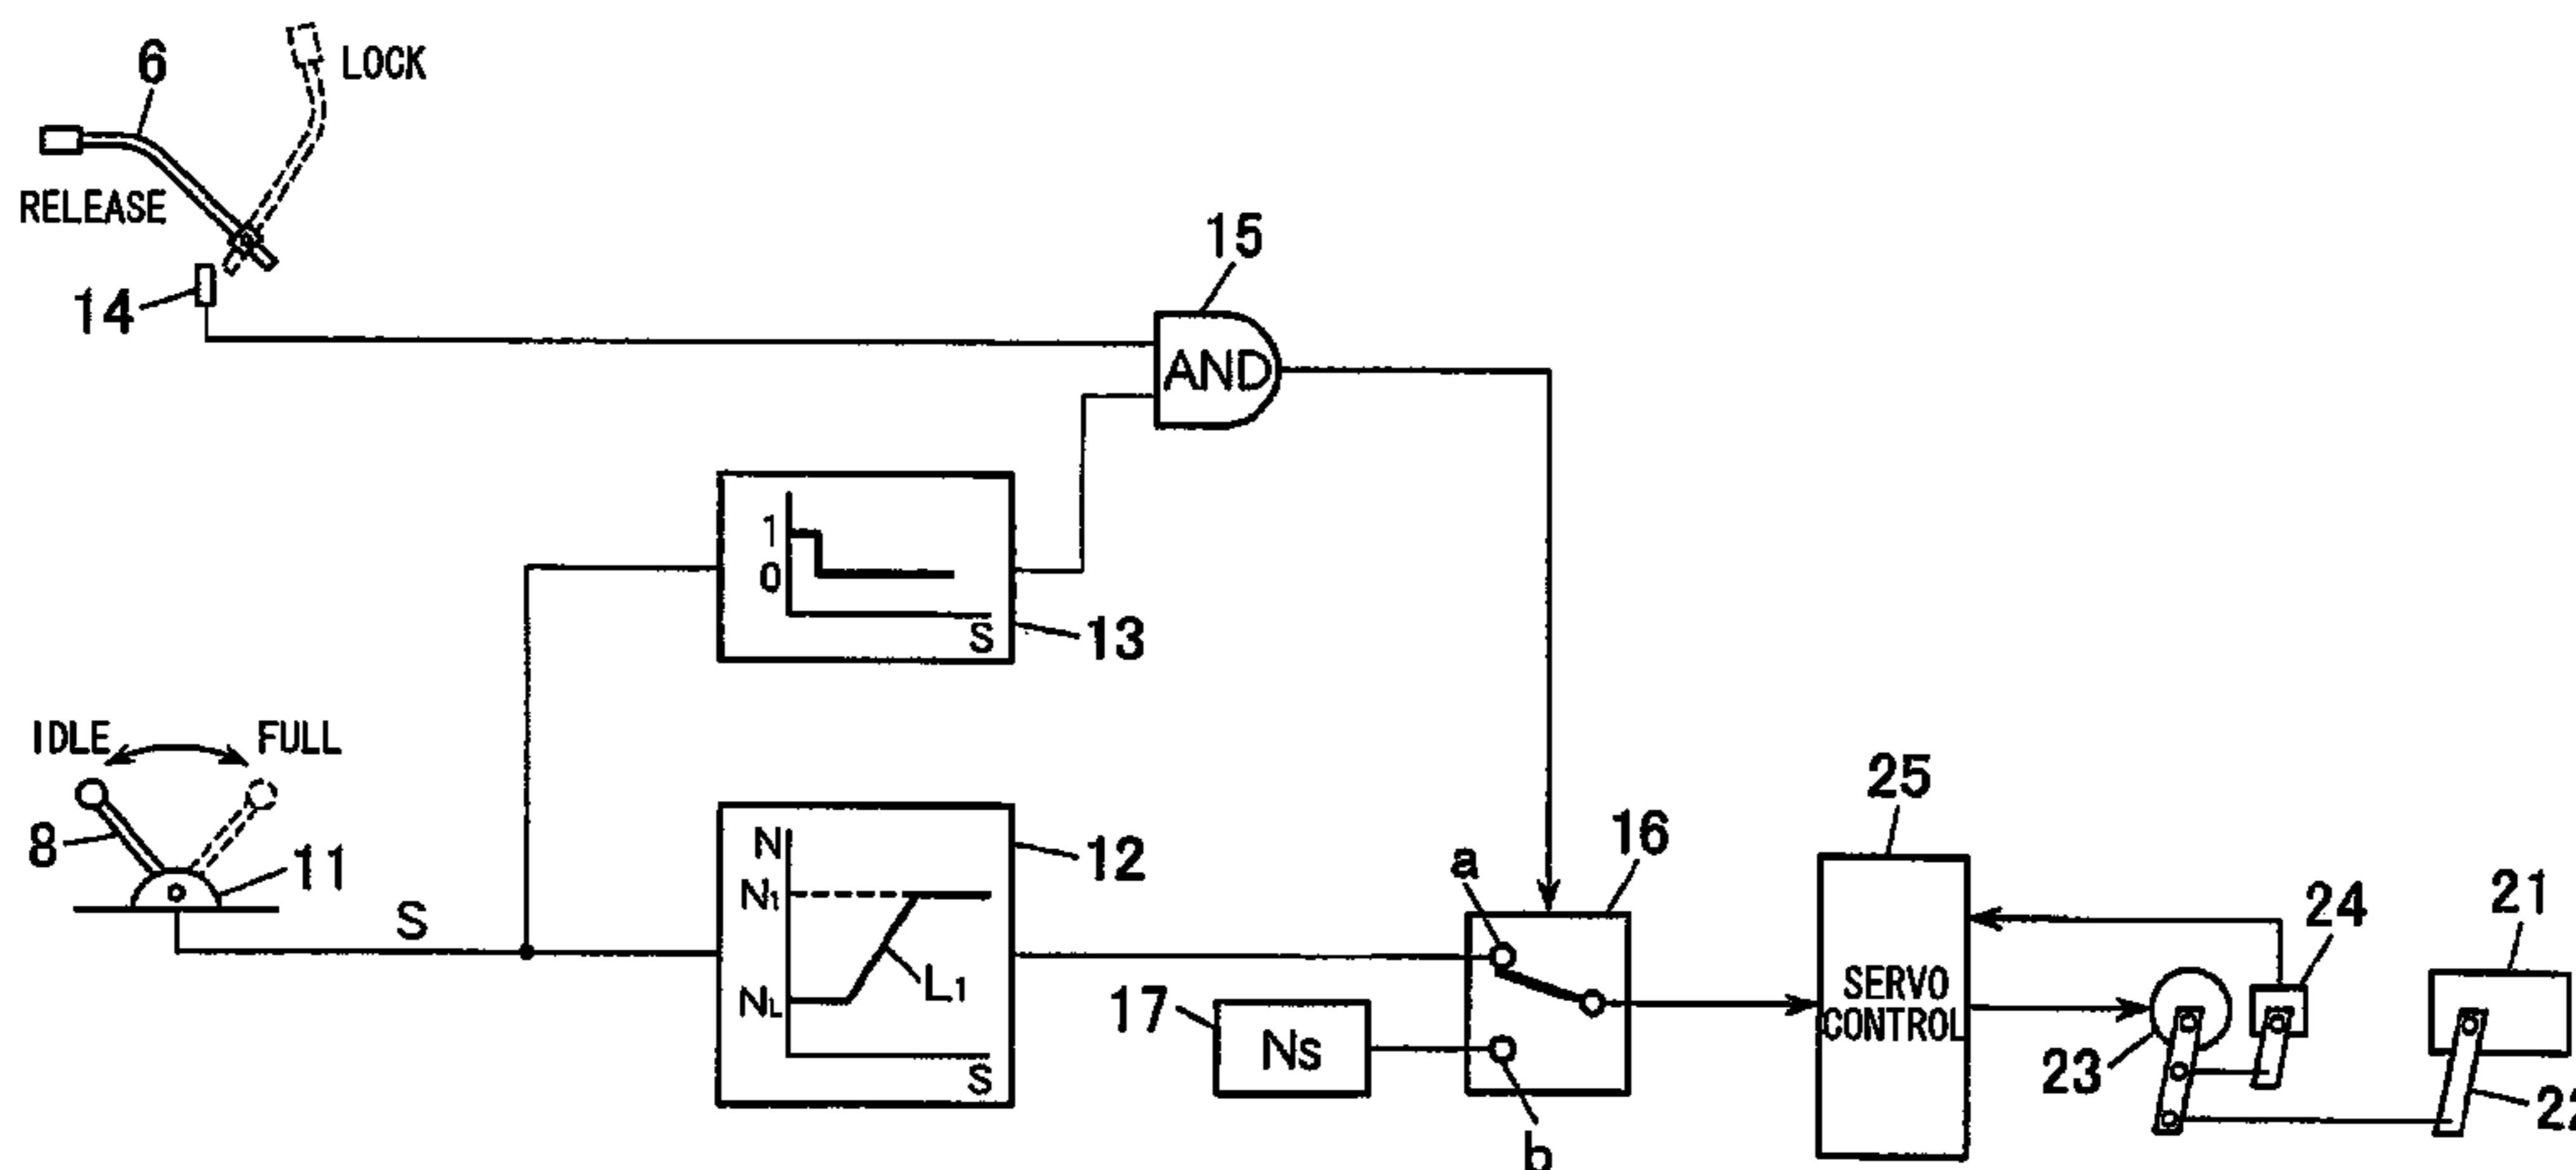 6
LOCK
RELEASE
14
15
AND
1
0
S
13
IDLE
FULL
8
11
S
N
N1
NL
L1
S
12
17
Ns
a
b
16
25
SERVO
CONTROL
23
24
21
22